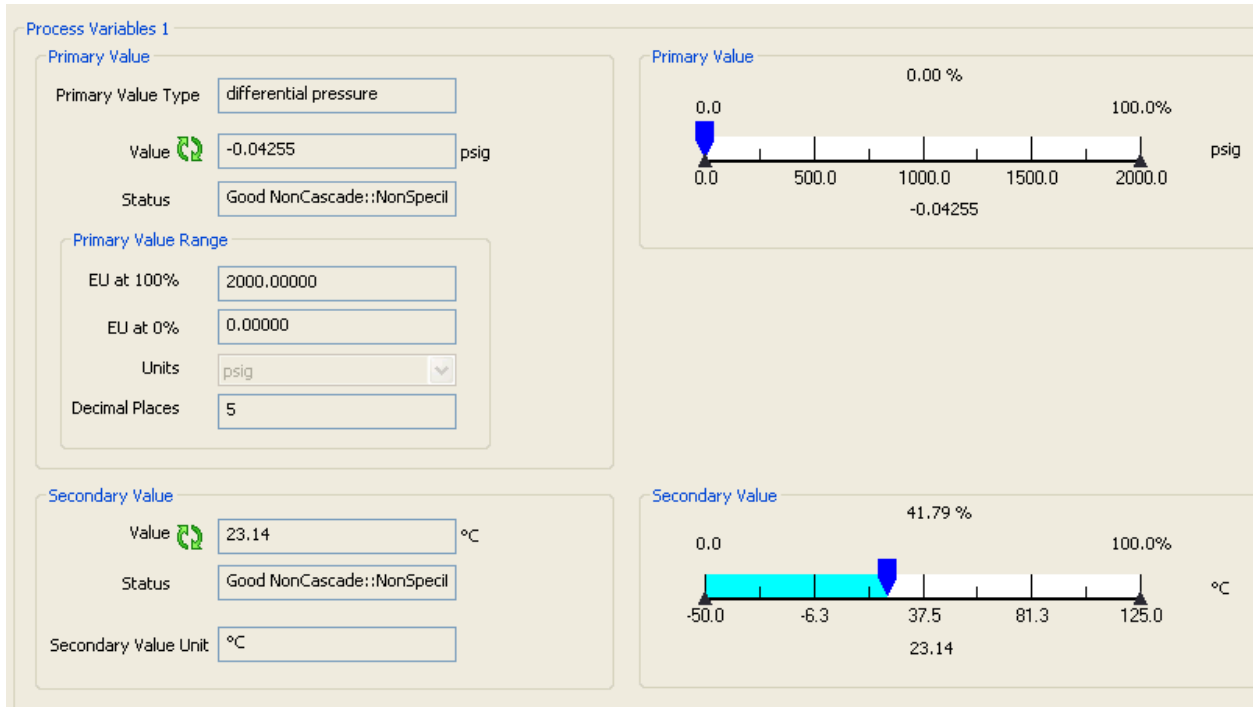 Process Variables 1
Primary Value
Primary Value Type differential pressure
Value -0.04255 psig
Status Good NonCascade::NonSpecil
Primary Value Range
EU at 100% 2000.00000
EU at 0% 0.00000
Units psig
Decimal Places 5
Primary Value
0.00 %
0.0 100.0%
psig
0.0 500.0 1000.0 1500.0 2000.0
-0.04255
Secondary Value
Value 23.14 °C
Status Good NonCascade::NonSpecil
Secondary Value Unit °C
Secondary Value
41.79 %
0.0 100.0%
°C
-50.0 -6.3 37.5 81.3 125.0
23.14